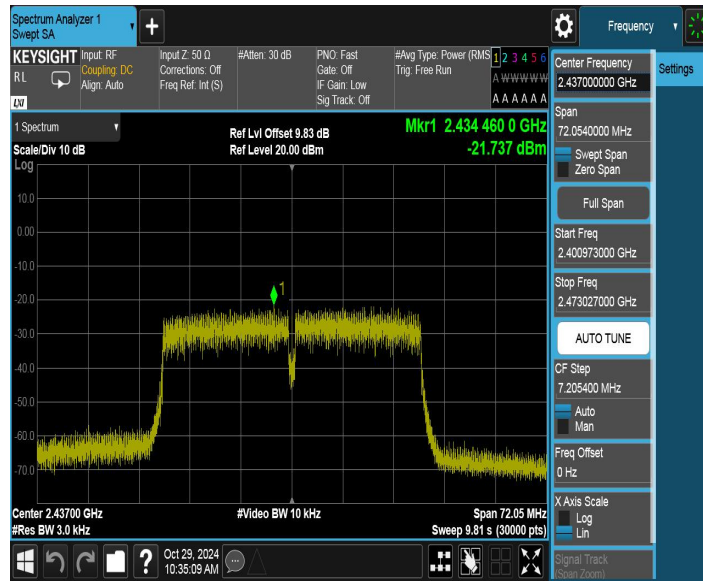 Spectrum Analyzer 1
Swept SA
+
Frequency
KEYSIGHT
RL
LXI
Input: RF
Coupling: DC
Align: Auto
Input Z: 50 Ω
Corrections: Off
Freq Ref: Int (S)
#Atten: 30 dB
PNO: Fast
Gate: Off
IF Gain: Low
Sig Track: Off
#Avg Type: Power (RMS
Trig: Free Run
1 2 3 4 5 6
A W W W W W
A A A A A A
1 Spectrum
Scale/Div 10 dB
Log
Ref Lvl Offset 9.83 dB
Ref Level 20.00 dBm
Mkr1 2.434 460 0 GHz
-21.737 dBm
10.0
0.00
-10.0
-20.0
-30.0
-40.0
-50.0
-60.0
-70.0
1
Center 2.43700 GHz
#Res BW 3.0 kHz
#Video BW 10 kHz
Span 72.05 MHz
Sweep 9.81 s (30000 pts)
Oct 29, 2024
10:35:09 AM
?
Settings
Center Frequency
2.437000000 GHz
Span
72.0540000 MHz
Swept Span
Zero Span
Full Span
Start Freq
2.400973000 GHz
Stop Freq
2.473027000 GHz
AUTO TUNE
CF Step
7.205400 MHz
Auto
Man
Freq Offset
0 Hz
X Axis Scale
Log
Lin
Signal Track
(Span Zoom)